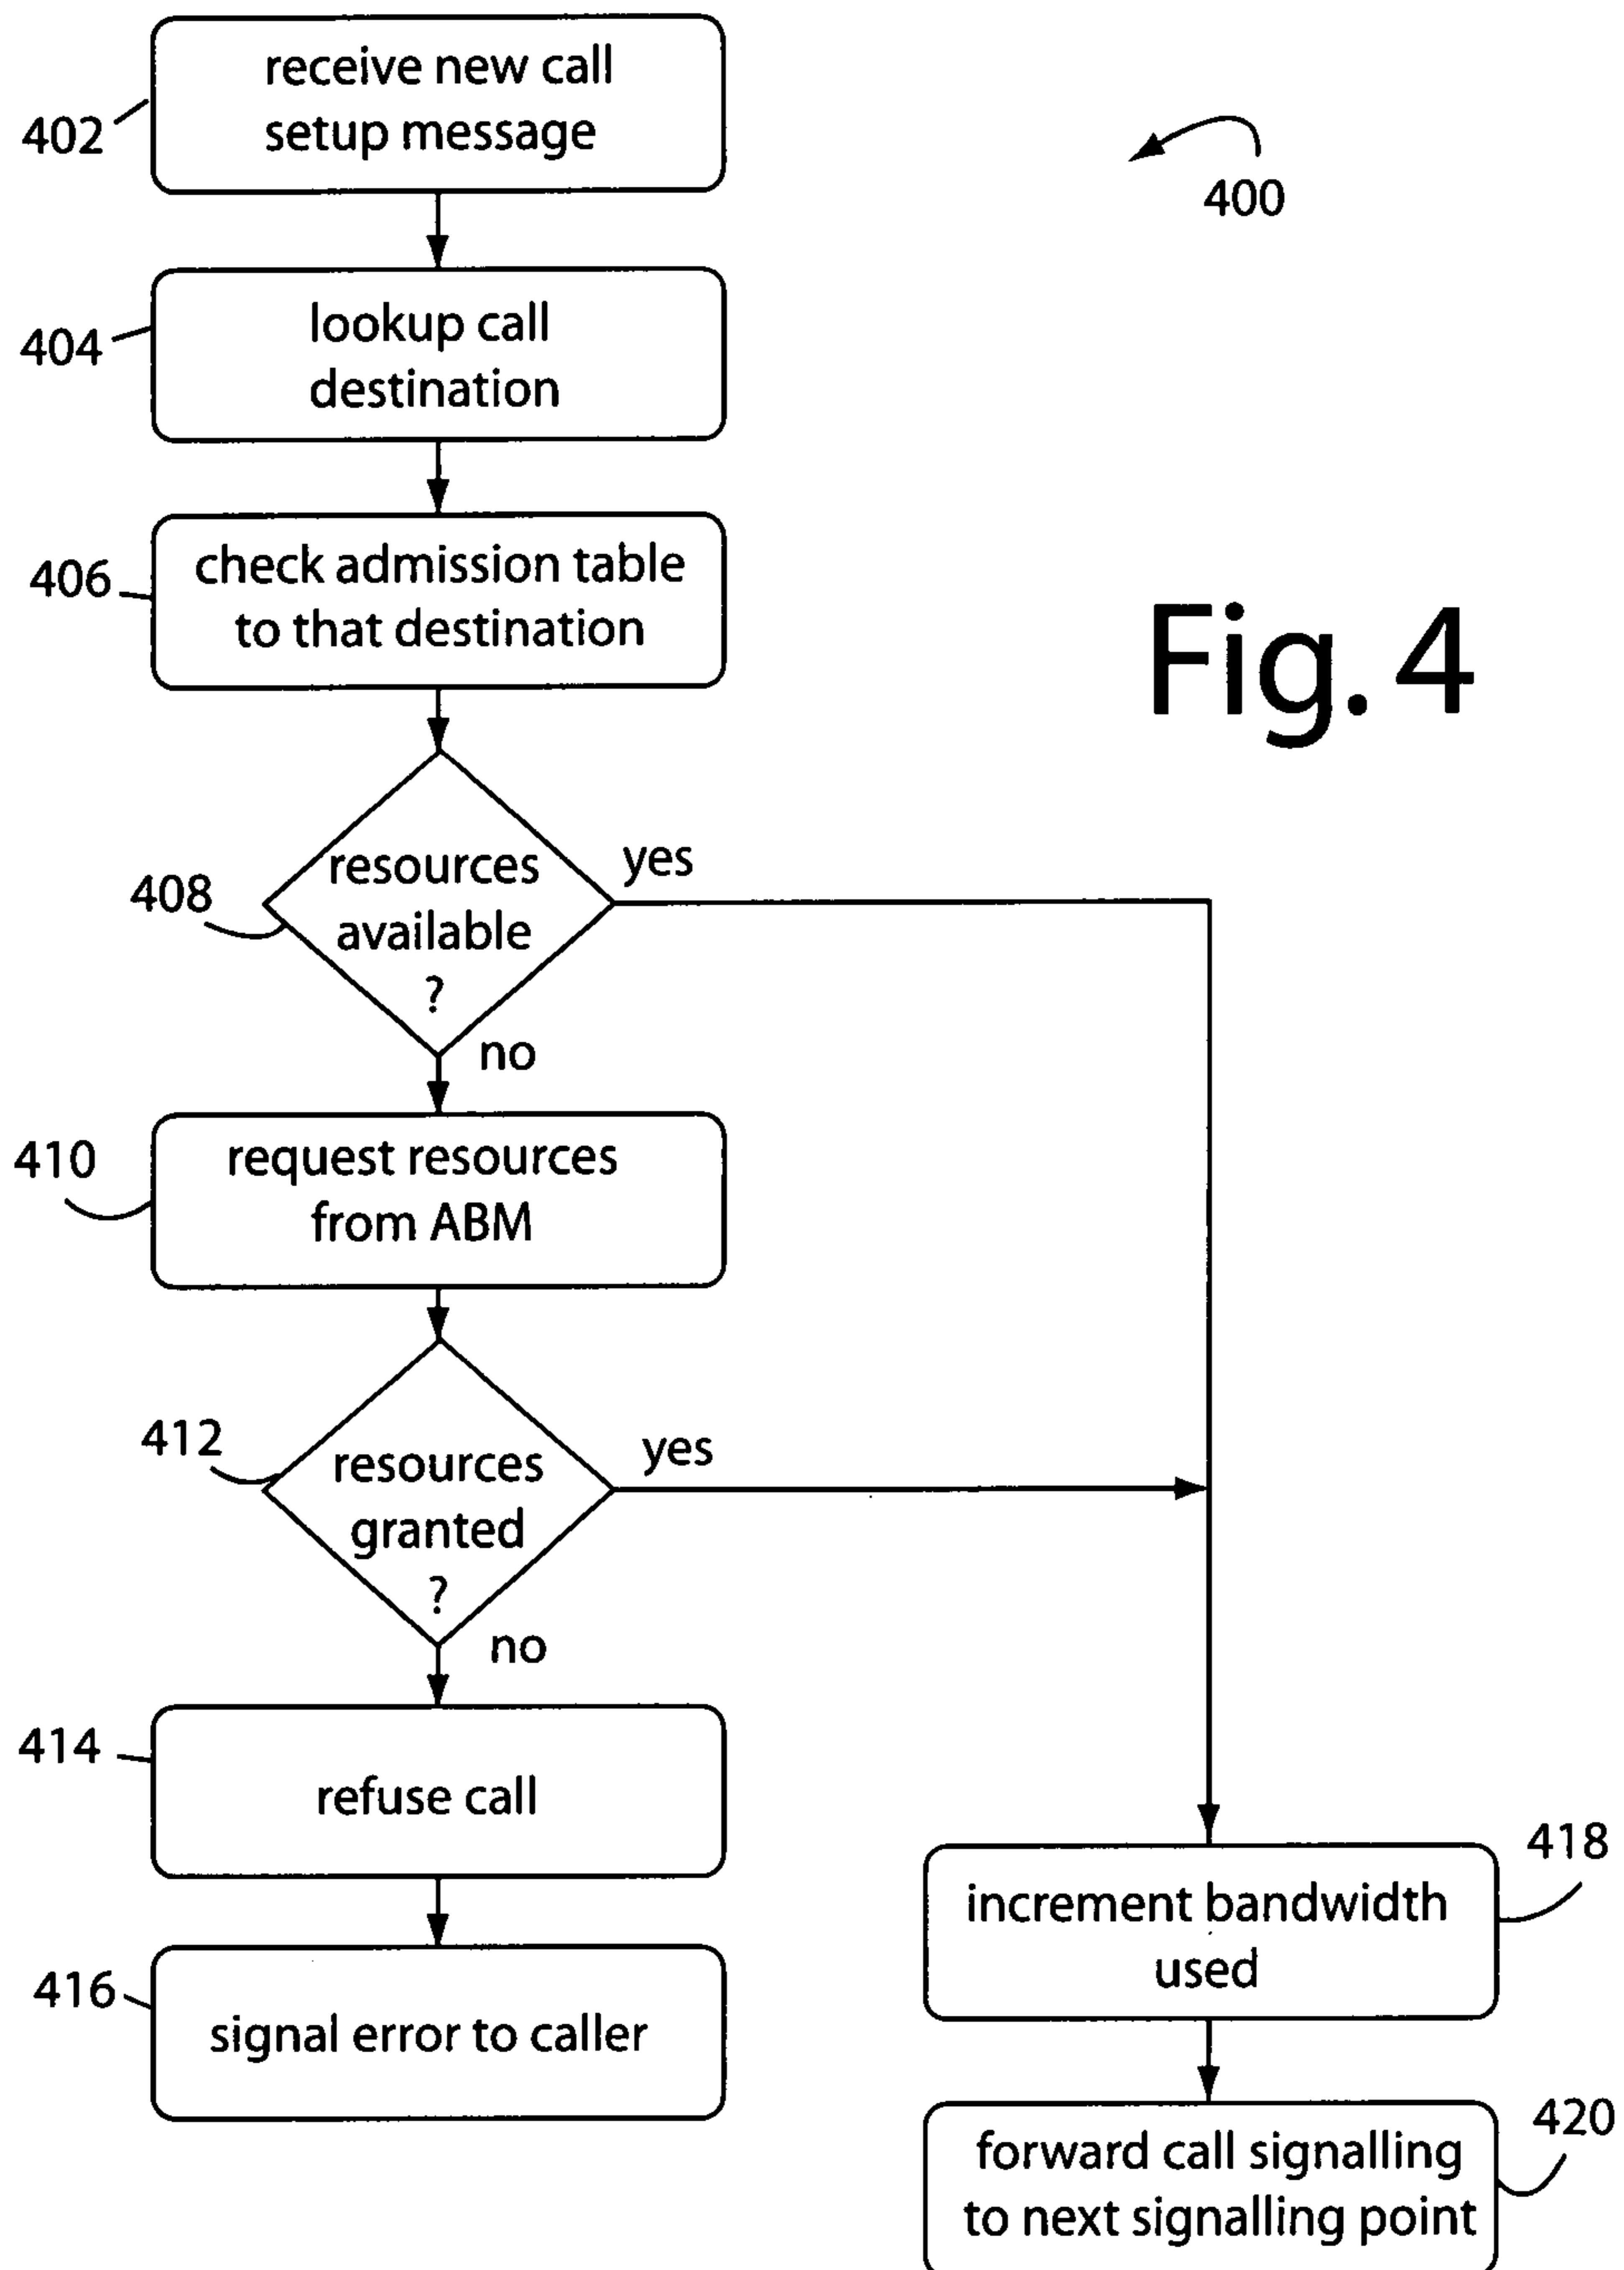 receive new call
setup message
402
400
lookup call
destination
404
check admission table
to that destination
406
Fig. 4
resources
available
?
408
yes
no
request resources
from ABM
410
resources
granted
?
412
yes
no
refuse call
414
signal error to caller
416
increment bandwidth
used
418
forward call signalling
to next signalling point
420